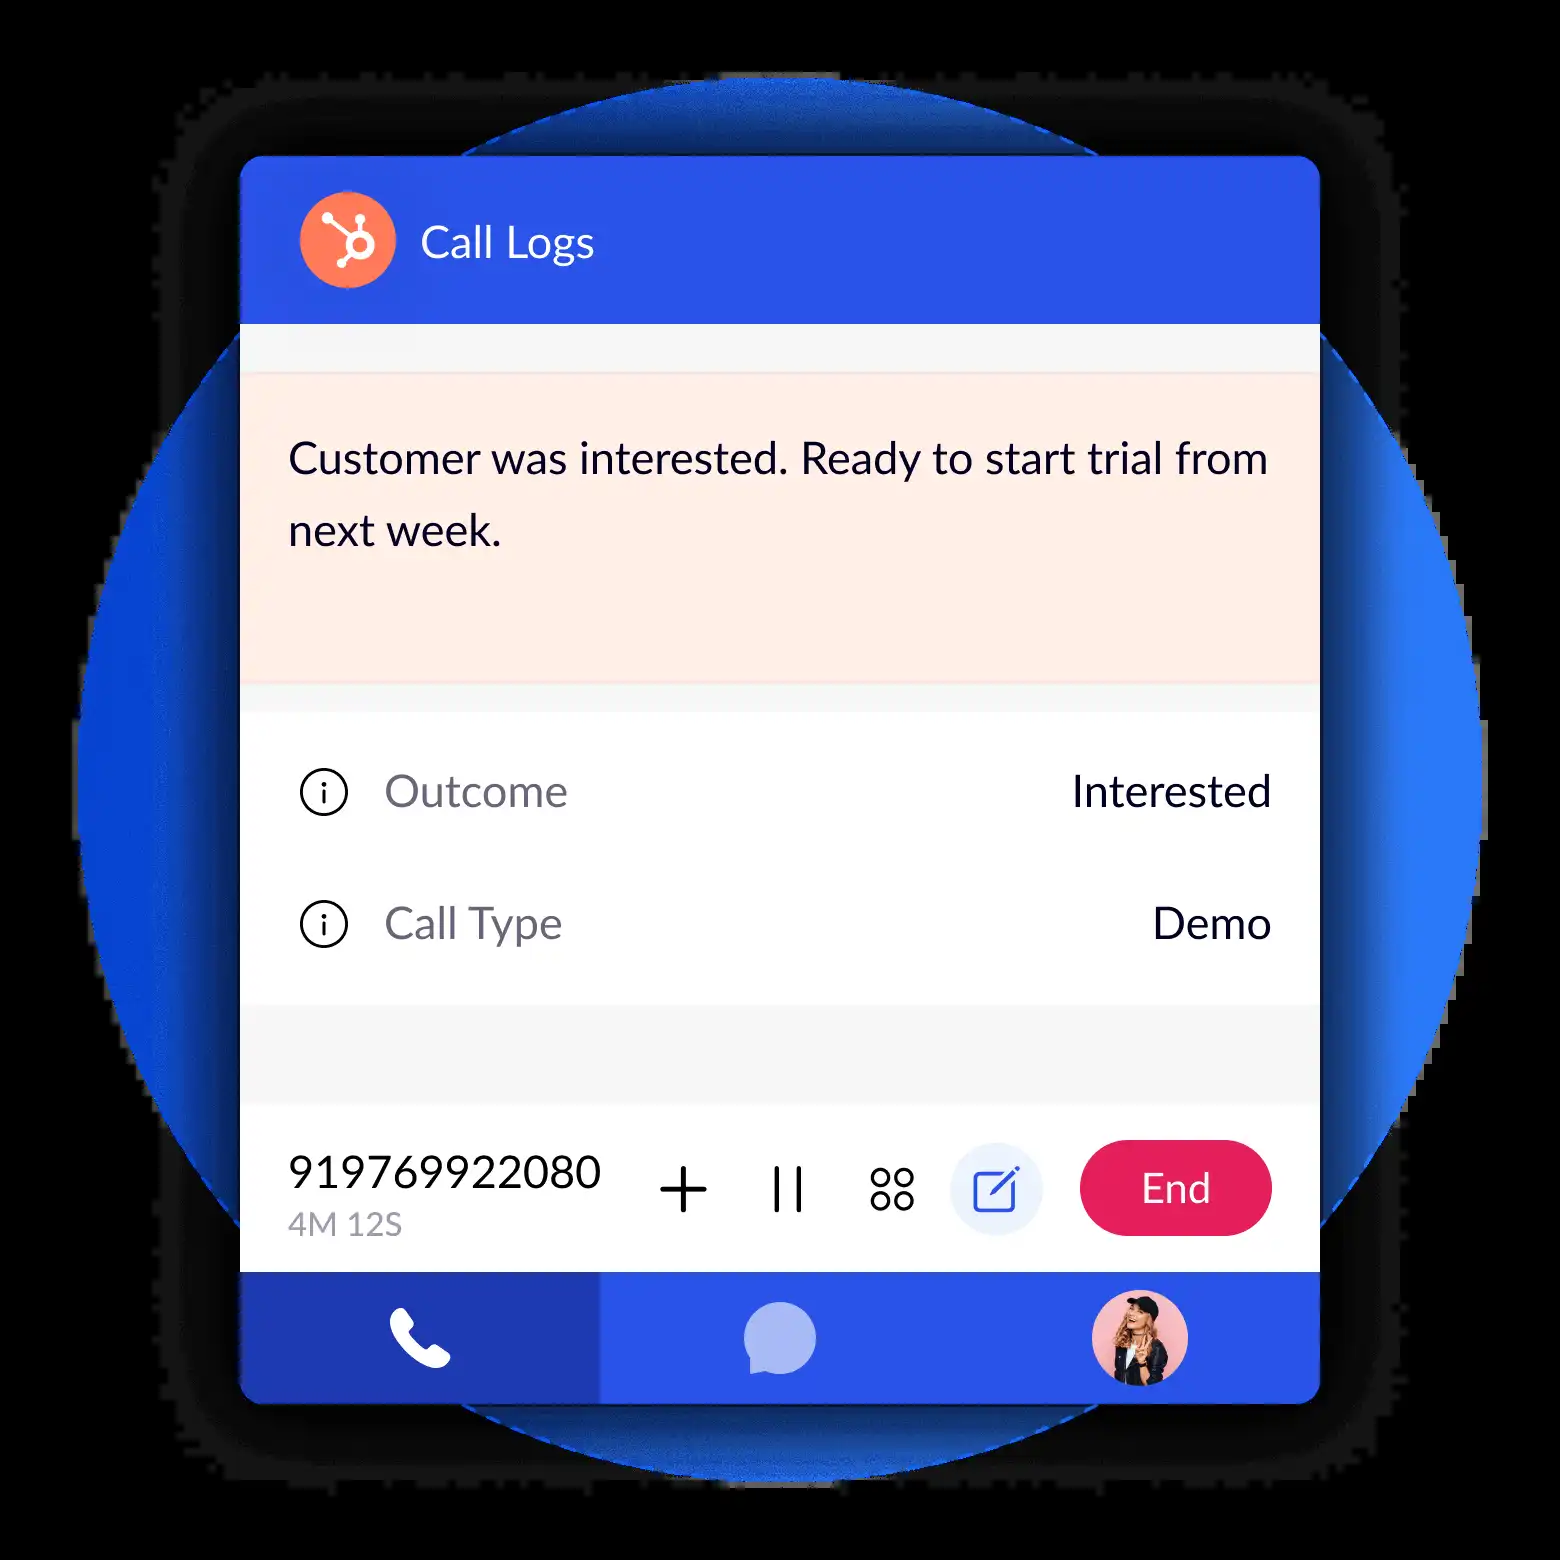 Call Logs
Customer was interested. Ready to start trial from
next week.
Outcome
Interested
Call Type
Demo
919769922080
4M 12S
End